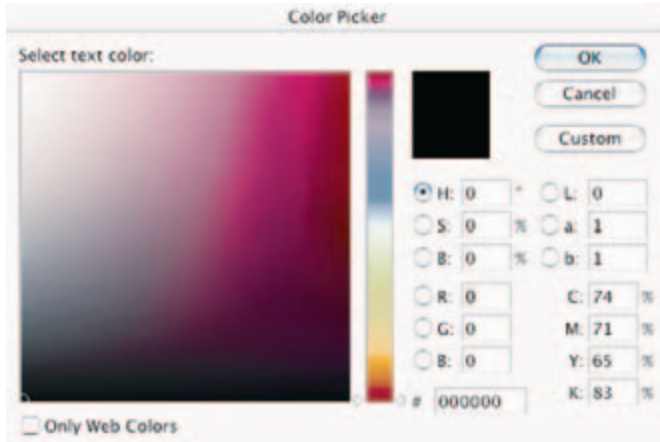 Color Picker
Select text color:
OK
Cancel
Custom
H: 0 ° L: 0
S: 0 % a: 1
B: 0 % b: 1
R: 0 C: 74 %
G: 0 M: 71 %
B: 0 Y: 65 %
# 000000 K: 83 %
Only Web Colors